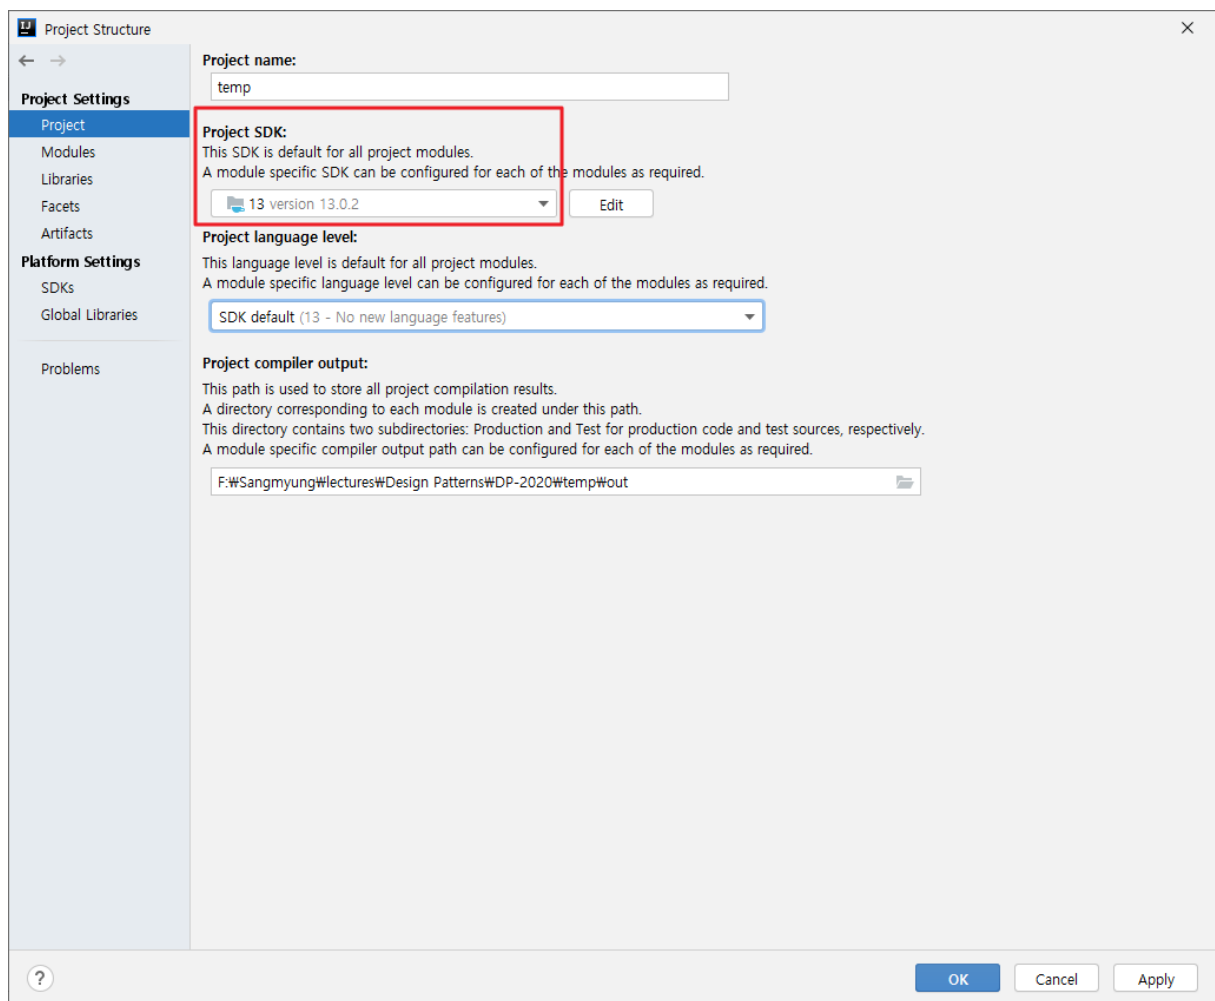 Project Structure
Project Settings
Project
Modules
Libraries
Facets
Artifacts
Platform Settings
SDKs
Global Libraries
Problems
Project name:
temp
Project SDK:
This SDK is default for all project modules.
A module specific SDK can be configured for each of the modules as required.
13 version 13.0.2
Edit
Project language level:
This language level is default for all project modules.
A module specific language level can be configured for each of the modules as required.
SDK default (13 - No new language features)
Project compiler output:
This path is used to store all project compilation results.
A directory corresponding to each module is created under this path.
This directory contains two subdirectories: Production and Test for production code and test sources, respectively.
A module specific compiler output path can be configured for each of the modules as required.
F:₩Sangmyung₩lectures₩Design Patterns₩DP-2020₩temp₩out
?
OK
Cancel
Apply